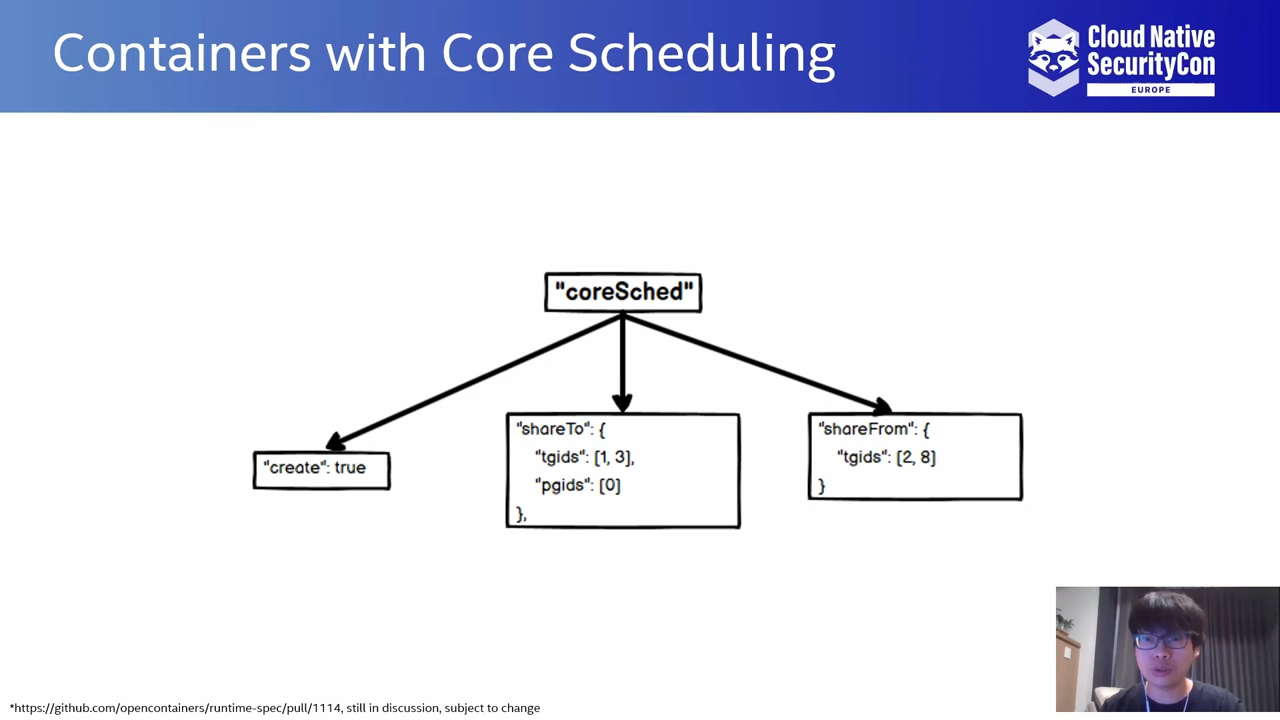 Containers with Core Scheduling
Cloud Native
SecurityCon
EUROPE
"coreSched"
"create": true
"shareTo": {
"tgids": [1, 3],
"pgids": [0]
},
"shareFrom": {
"tgids": [2, 8]
}
*https://github.com/opencontainers/runtime-spec/pull/1114, still in discussion, subject to change